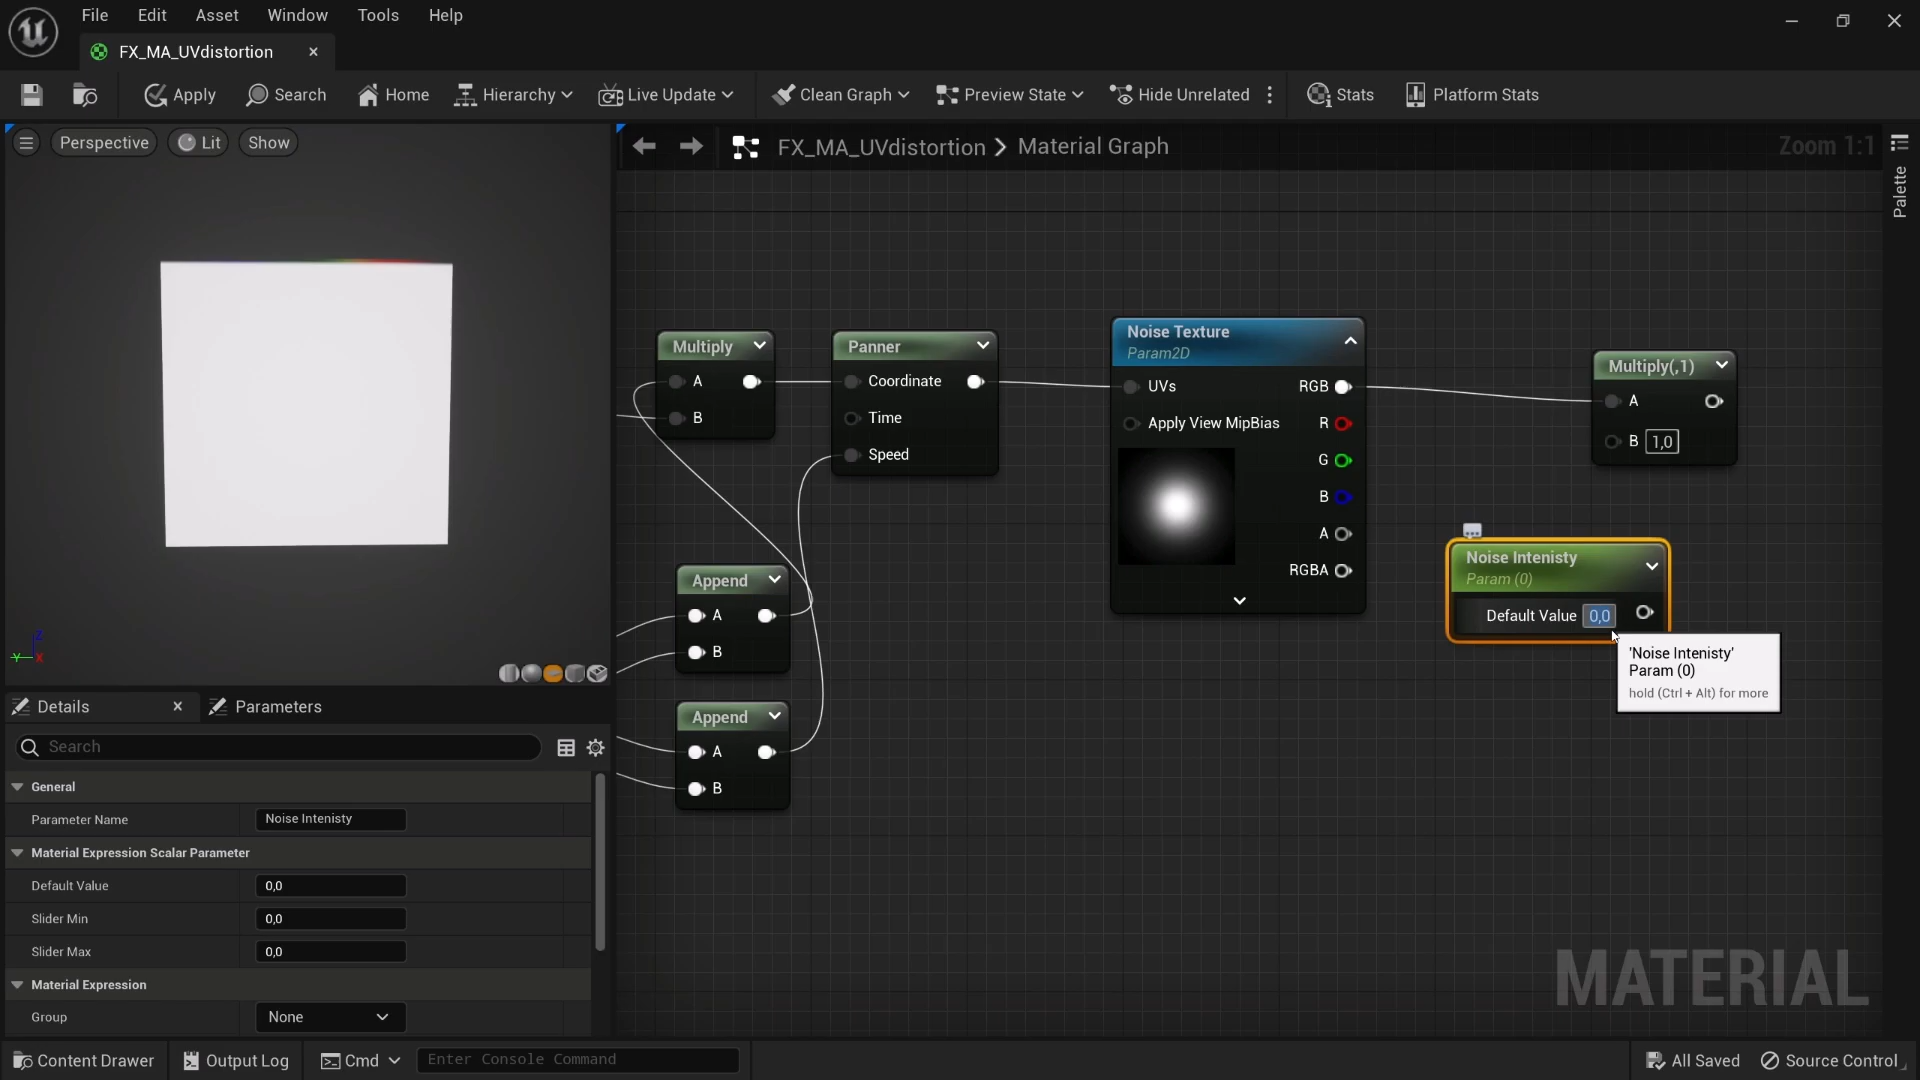 File Edit Asset Window Tools Help
FX_MA_UVdistortion
Apply Search Home Hierarchy Live Update Clean Graph Preview State Hide Unrelated Stats Platform Stats
Perspective Lit Show
FX_MA_UVdistortion > Material Graph
Zoom 1:1
Palette
Multiply
A
B
Panner
Coordinate
Time
Speed
Noise Texture
Param2D
UVs RGB
Apply View MipBias R
G
B
A
RGBA
Multiply(,1)
A
B 1,0
Append
A
B
Append
A
B
Noise Intenisty
Param (0)
Default Value 0,0
'Noise Intenisty'
Param (0)
hold (Ctrl + Alt) for more
Z
Y
X
Details Parameters
Search
General
Parameter Name Noise Intenisty
Material Expression Scalar Parameter
Default Value 0,0
Slider Min 0,0
Slider Max 0,0
Material Expression
Group None
MATERIAL
Content Drawer Output Log Cmd Enter Console Command All Saved Source Control